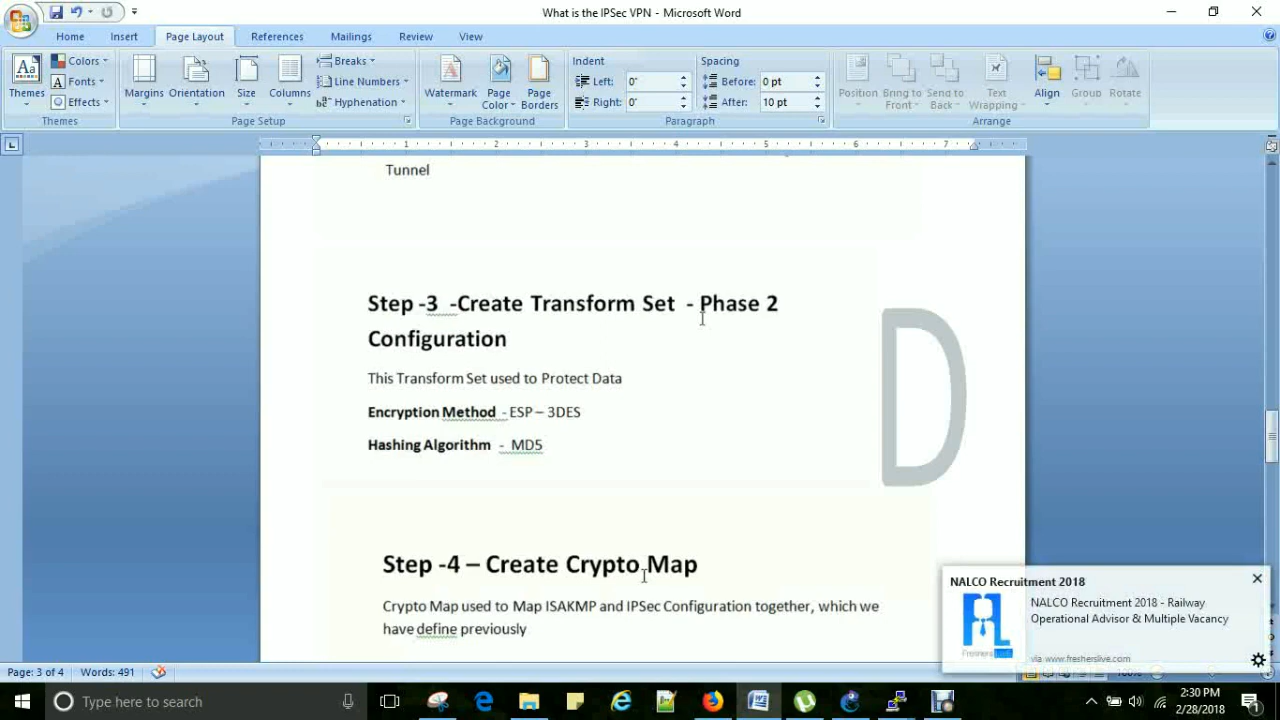 What is the IPSec VPN - Microsoft Word
Home Insert Page Layout References Mailings Review View
Themes Colors Fonts Effects
Margins Orientation Size Columns Breaks Line Numbers Hyphenation
Watermark Page Color Page Borders
Indent Left: 0" Right: 0"
Spacing Before: 0 pt After: 10 pt
Position Bring to Front Send to Back Text Wrapping Align Group Rotate
Themes Page Setup Page Background Paragraph Arrange
1 2 3 4 5 6 7
Tunnel
Step -3 -Create Transform Set - Phase 2
Configuration
This Transform Set used to Protect Data
Encryption Method - ESP – 3DES
Hashing Algorithm - MD5
D
Step -4 – Create Crypto Map
Crypto Map used to Map ISAKMP and IPSec Configuration together, which we
have define previously
NALCO Recruitment 2018
NALCO Recruitment 2018 - Railway
Operational Advisor & Multiple Vacancy
via www.fresherslive.com
Page: 3 of 4 Words: 491
Type here to search
2:30 PM
2/28/2018